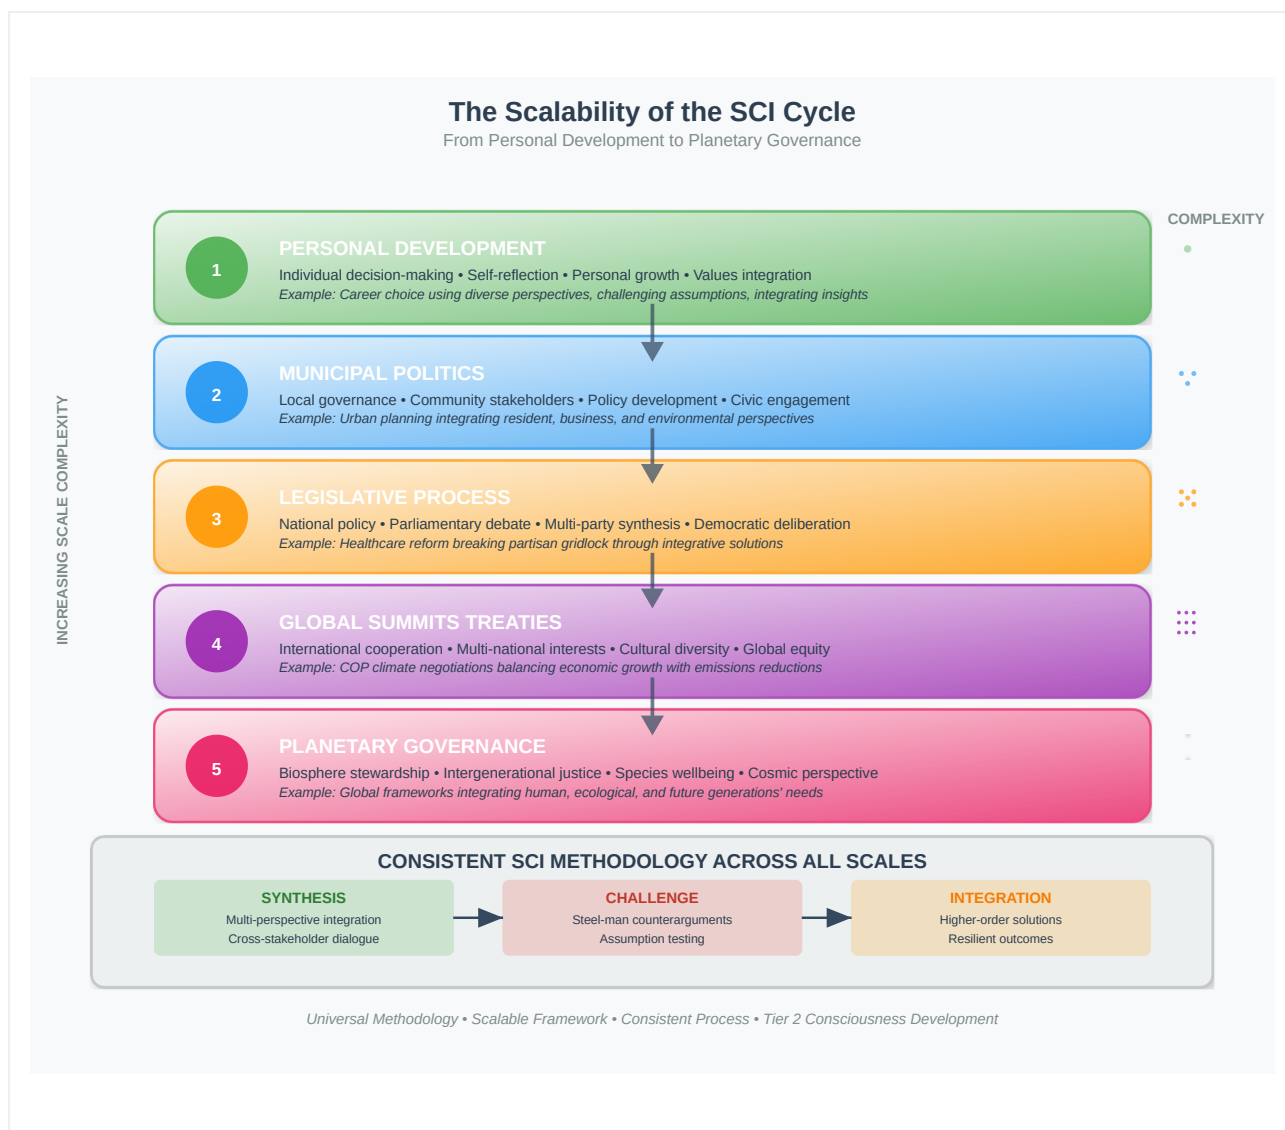 The Scalability of the SCI Cycle
From Personal Development to Planetary Governance
COMPLEXITY
INCREASING SCALE COMPLEXITY
1
PERSONAL DEVELOPMENT
Individual decision-making • Self-reflection • Personal growth • Values integration
Example: Career choice using diverse perspectives, challenging assumptions, integrating insights
2
MUNICIPAL POLITICS
Local governance • Community stakeholders • Policy development • Civic engagement
Example: Urban planning integrating resident, business, and environmental perspectives
3
LEGISLATIVE PROCESS
National policy • Parliamentary debate • Multi-party synthesis • Democratic deliberation
Example: Healthcare reform breaking partisan gridlock through integrative solutions
4
GLOBAL SUMMITS TREATIES
International cooperation • Multi-national interests • Cultural diversity • Global equity
Example: COP climate negotiations balancing economic growth with emissions reductions
5
PLANETARY GOVERNANCE
Biosphere stewardship • Intergenerational justice • Species wellbeing • Cosmic perspective
Example: Global frameworks integrating human, ecological, and future generations' needs
CONSISTENT SCI METHODOLOGY ACROSS ALL SCALES
SYNTHESIS
Multi-perspective integration
Cross-stakeholder dialogue
CHALLENGE
Steel-man counterarguments
Assumption testing
INTEGRATION
Higher-order solutions
Resilient outcomes
Universal Methodology • Scalable Framework • Consistent Process • Tier 2 Consciousness Development